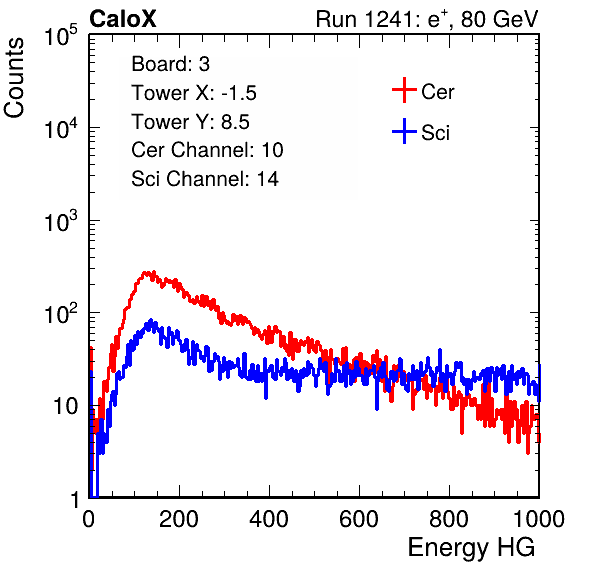 CaloX Run 1241: e⁺, 80 GeV
Counts
10⁵
10⁴
10³
10²
10
1
Board: 3
Tower X: -1.5
Tower Y: 8.5
Cer Channel: 10
Sci Channel: 14
Cer
Sci
0 200 400 600 800 1000
Energy HG